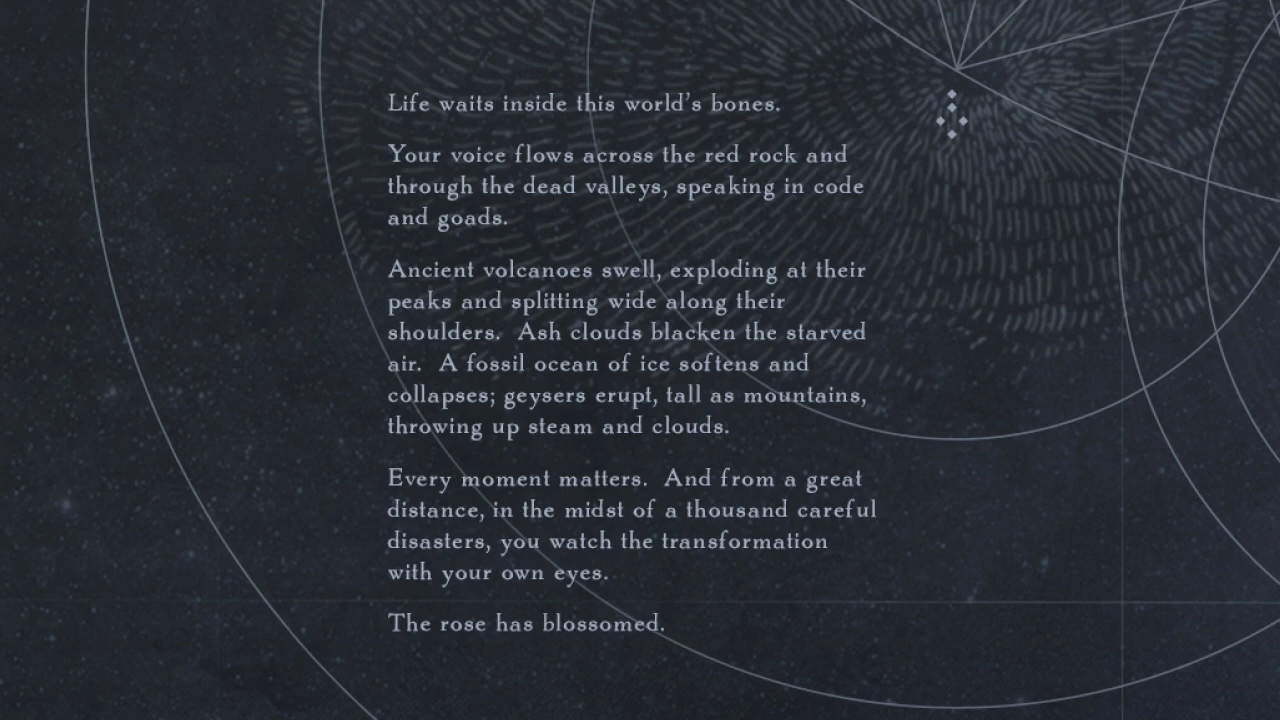 Life waits inside this world's bones.
Your voice flows across the red rock and
through the dead valleys, speaking in code
and goads.
Ancient volcanoes swell, exploding at their
peaks and splitting wide along their
shoulders.  Ash clouds blacken the starved
air.  A fossil ocean of ice softens and
collapses; geysers erupt, tall as mountains,
throwing up steam and clouds.
Every moment matters.  And from a great
distance, in the midst of a thousand careful
disasters, you watch the transformation
with your own eyes.
The rose has blossomed.